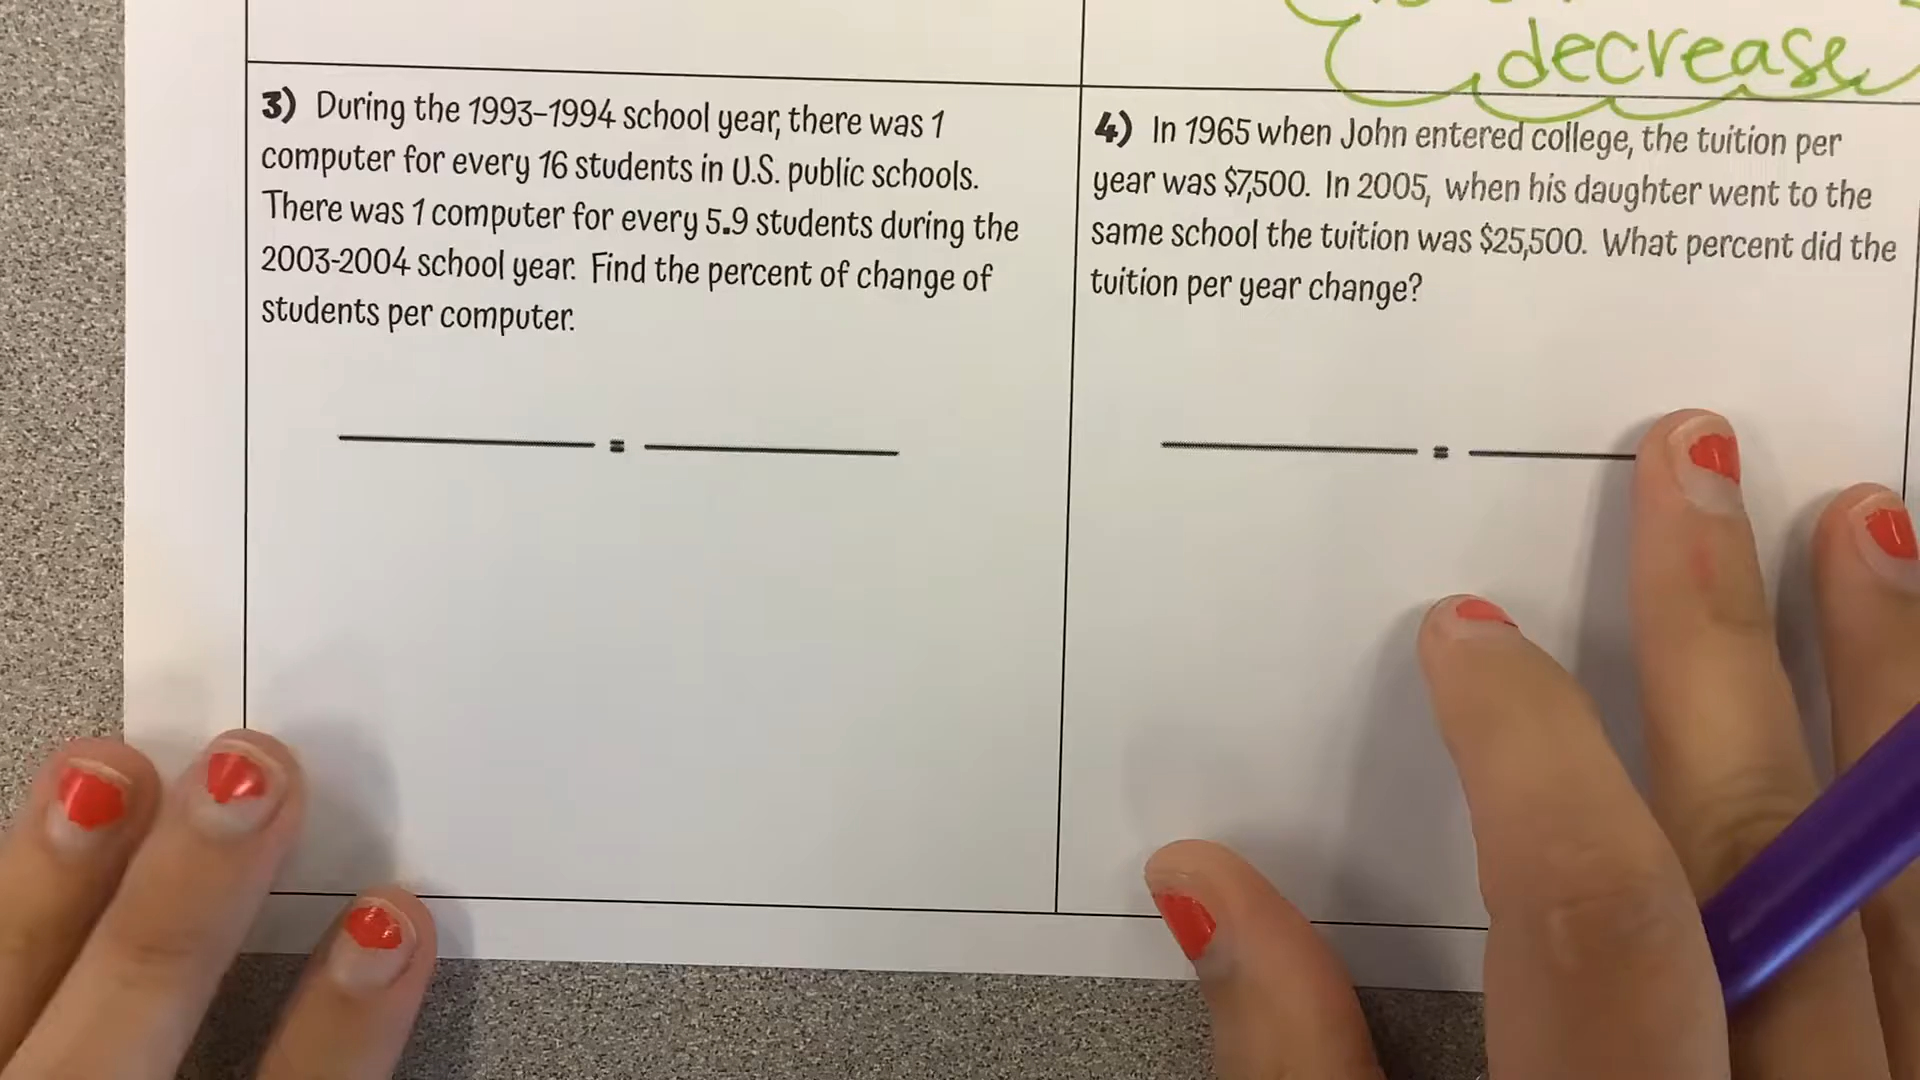 decrease
3) During the 1993-1994 school year, there was 1
computer for every 16 students in U.S. public schools.
There was 1 computer for every 5.9 students during the
2003-2004 school year. Find the percent of change of
students per computer.
=
4) In 1965 when John entered college, the tuition per
year was $7,500. In 2005, when his daughter went to the
same school the tuition was $25,500. What percent did the
tuition per year change?
=